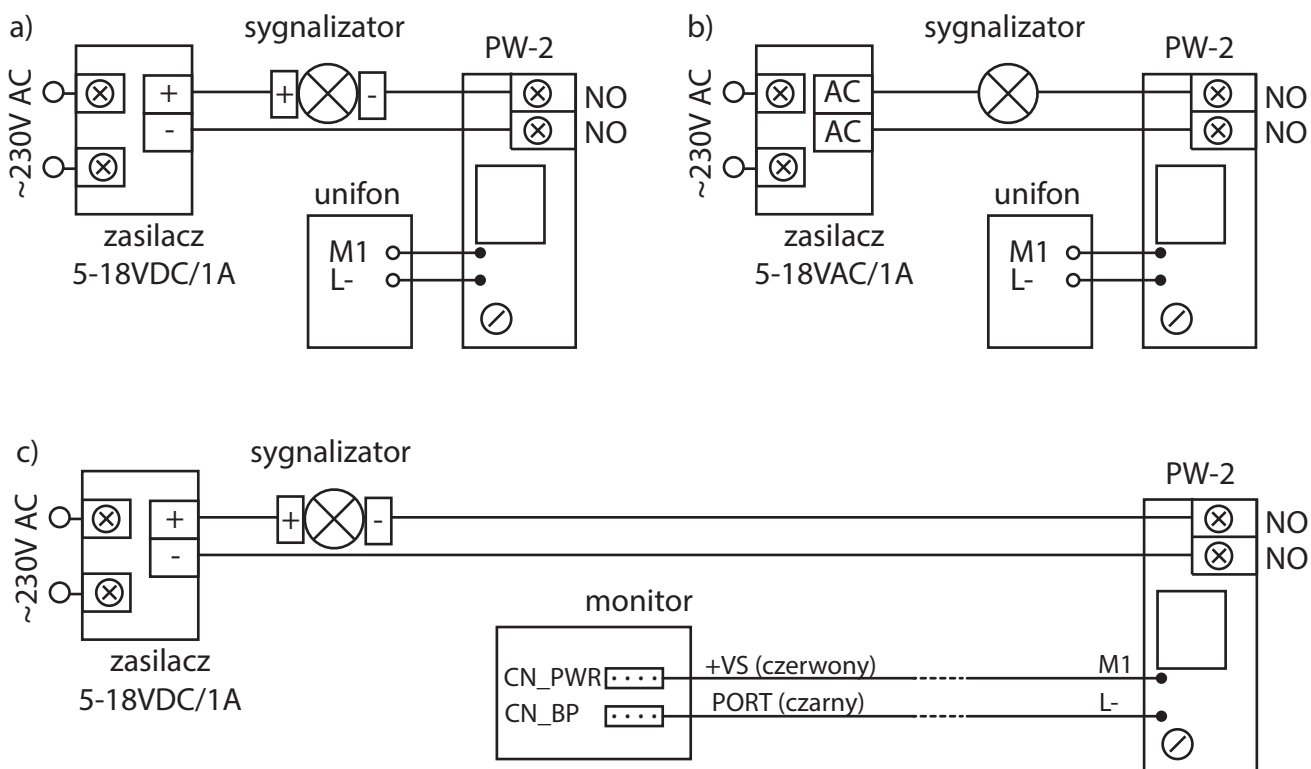 a)
sygnalizator
PW-2
~230V AC
+
+
-
NO
-
NO
unifon
M1
L-
zasilacz
5-18VDC/1A
b)
sygnalizator
PW-2
~230V AC
AC
NO
AC
NO
unifon
M1
L-
zasilacz
5-18VAC/1A
c)
sygnalizator
PW-2
~230V AC
+
+
-
NO
-
NO
monitor
zasilacz
5-18VDC/1A
CN_PWR
+VS (czerwony)
M1
CN_BP
PORT (czarny)
L-